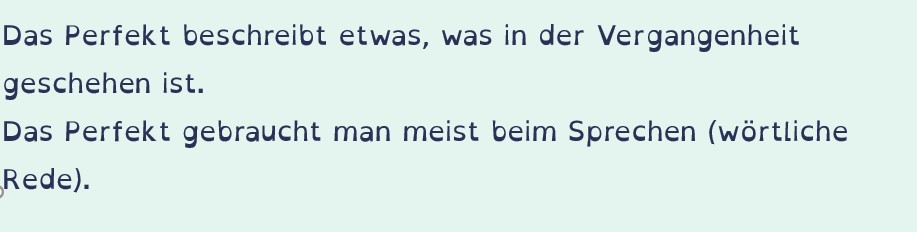 Das Perfekt beschreibt etwas, was in der Vergangenheit
geschehen ist.
Das Perfekt gebraucht man meist beim Sprechen (wörtliche
Rede).